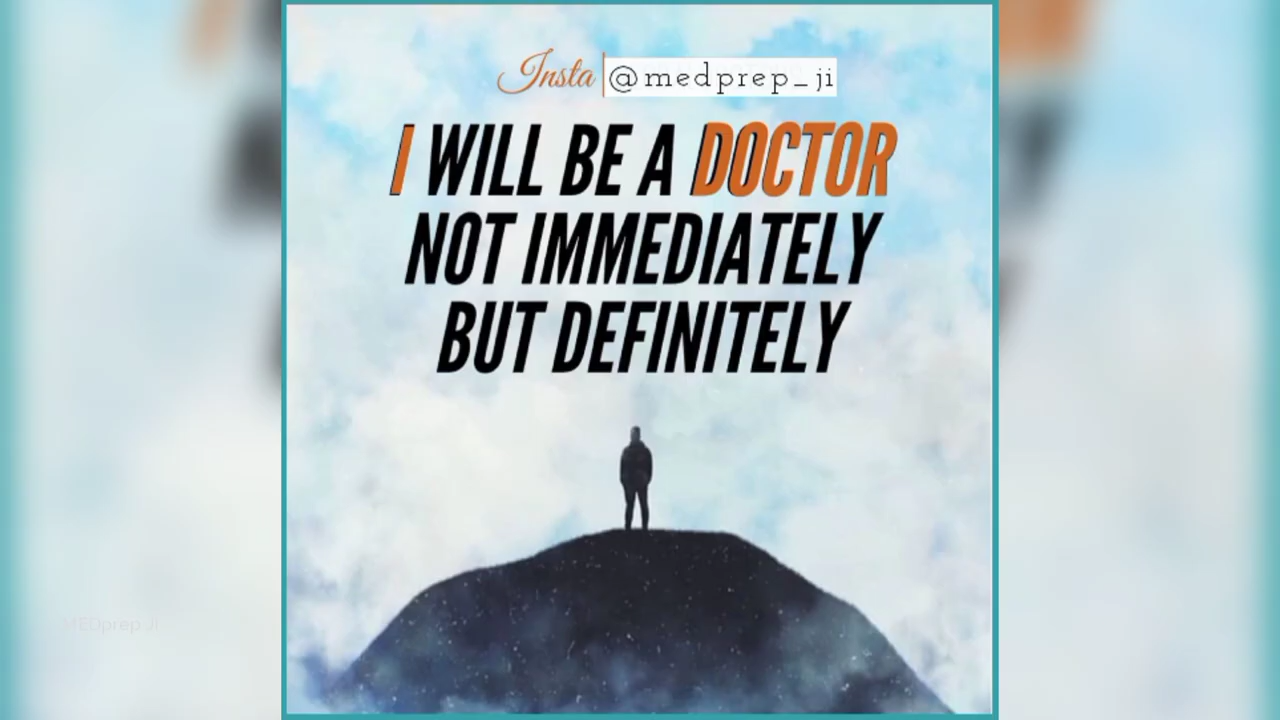 Insta @medprep_ji
I WILL BE A DOCTOR
NOT IMMEDIATELY
BUT DEFINITELY
MEDprep Ji